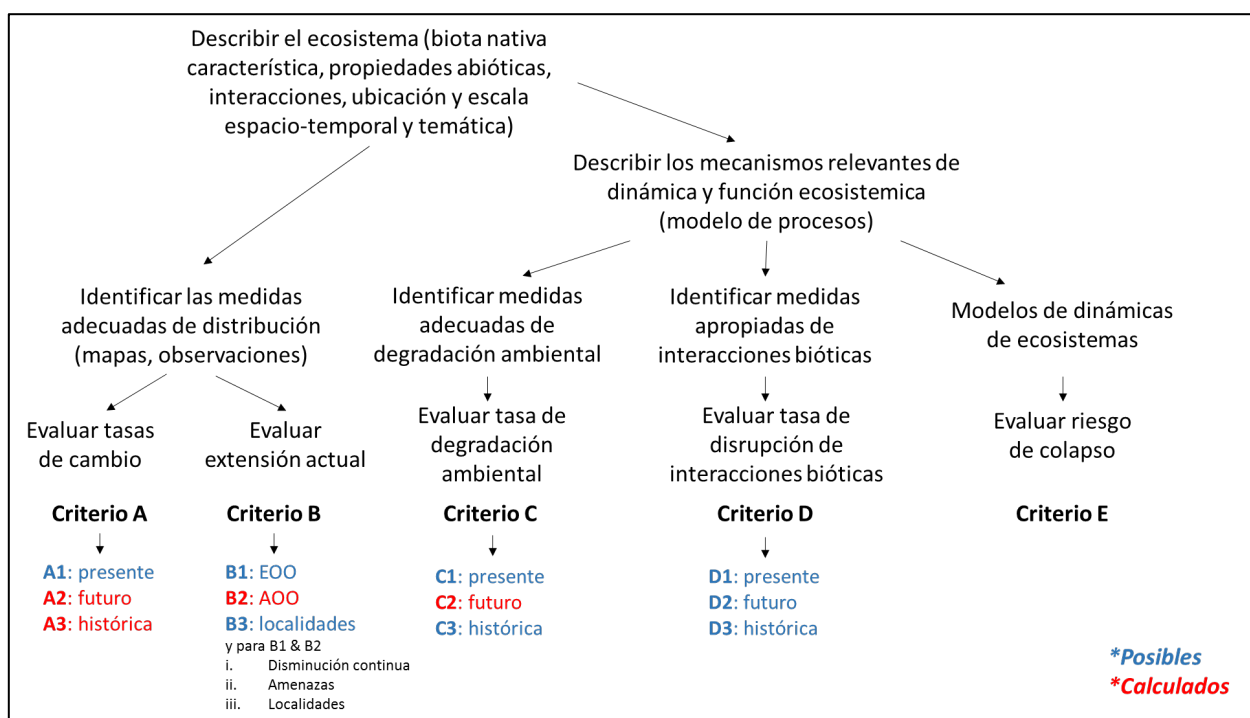 Describir el ecosistema (biota nativa
característica, propiedades abióticas,
interacciones, ubicación y escala
espacio-temporal y temática)
Describir los mecanismos relevantes de
dinámica y función ecosistemica
(modelo de procesos)
Identificar las medidas
adecuadas de distribución
(mapas, observaciones)
Identificar medidas
adecuadas de
degradación ambiental
Identificar medidas
apropiadas de
interacciones bióticas
Modelos de dinámicas
de ecosistemas
Evaluar tasas
de cambio
Evaluar
extensión actual
Evaluar tasa de
degradación
ambiental
Evaluar tasa de
disrupción de
interacciones bióticas
Evaluar riesgo
de colapso
Criterio A
Criterio B
Criterio C
Criterio D
Criterio E
A1: presente
A2: futuro
A3: histórica
B1: EOO
B2: AOO
B3: localidades
y para B1 & B2
i. Disminución continua
ii. Amenazas
iii. Localidades
C1: presente
C2: futuro
C3: histórica
D1: presente
D2: futuro
D3: histórica
*Posibles
*Calculados